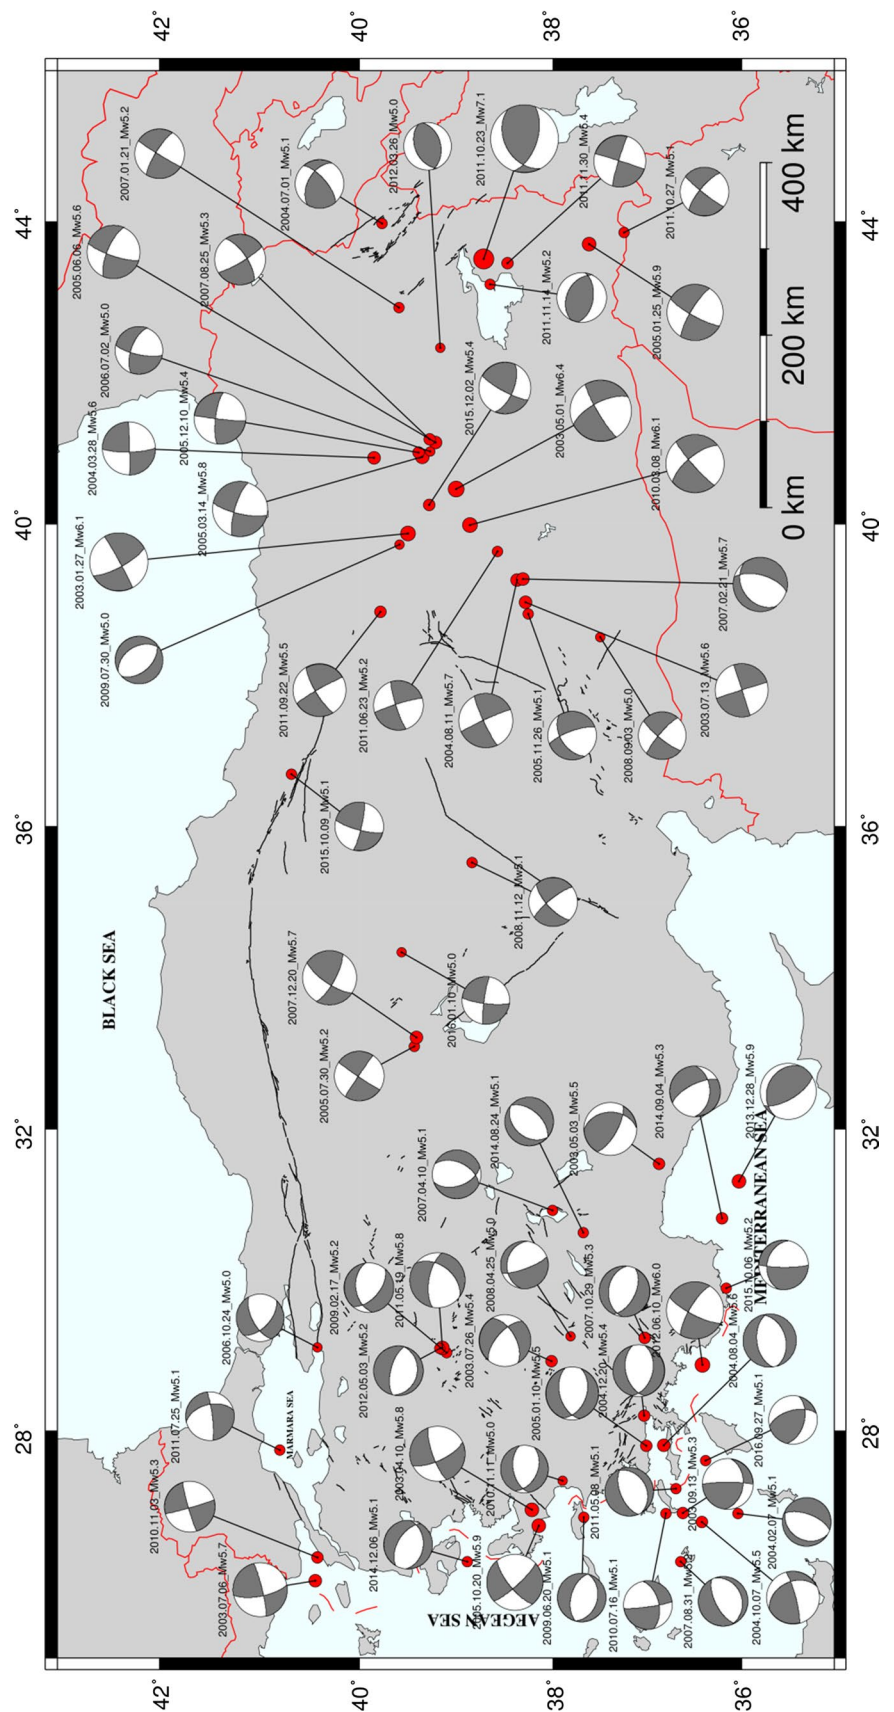 42˚
40˚
38˚
36˚
44˚
40˚
36˚
32˚
28˚
42˚
40˚
38˚
36˚
BLACK SEA
MARMARA SEA
AEGEAN SEA
MEDITERRANEAN SEA
0 km
200 km
400 km
2003.07.06_Mw5.7
2010.11.03_Mw5.3
2011.07.25_Mw5.1
2006.10.24_Mw5.0
2014.12.06_Mw5.1
2003.04.10_Mw5.8
2012.05.03_Mw5.2
2009.02.17_Mw5.2
2011.05.19_Mw5.8
2003.07.26_Mw5.4
2005.10.20_Mw5.9
2010.11.11_Mw5.0
2009.06.20_Mw5.1
2005.01.10_Mw5.5
2008.04.25_Mw5.0
2007.04.10_Mw5.1
2014.08.24_Mw5.1
2003.05.03_Mw5.5
2014.09.04_Mw5.3
2013.12.28_Mw5.9
2007.10.29_Mw5.3
2004.12.20_Mw5.4
2012.06.10_Mw6.0
2015.10.06_Mw5.2
2004.08.04_Mw5.6
2011.05.08_Mw5.1
2016.09.27_Mw5.1
2003.09.13_Mw5.3
2004.02.07_Mw5.1
2010.07.16_Mw5.1
2004.10.07_Mw5.5
2005.07.30_Mw5.2
2007.12.20_Mw5.7
2016.01.10_Mw5.0
2008.11.12_Mw5.1
2015.10.09_Mw5.1
2009.07.30_Mw5.0
2003.01.27_Mw6.1
2011.09.22_Mw5.5
2011.06.23_Mw5.2
2004.08.11_Mw5.7
2005.11.26_Mw5.1
2008.09.03_Mw5.0
2003.07.13_Mw5.6
2007.02.21_Mw5.7
2005.03.14_Mw5.8
2004.03.28_Mw5.6
2005.12.10_Mw5.4
2006.07.02_Mw5.0
2005.06.06_Mw5.6
2007.08.25_Mw5.3
2007.01.21_Mw5.2
2004.07.01_Mw5.1
2012.03.26_Mw5.0
2011.10.23_Mw7.1
2011.11.30_Mw5.4
2011.10.27_Mw5.1
2011.11.14_Mw5.2
2005.01.25_Mw5.9
2015.12.02_Mw5.4
2003.05.01_Mw6.4
2010.03.08_Mw6.1